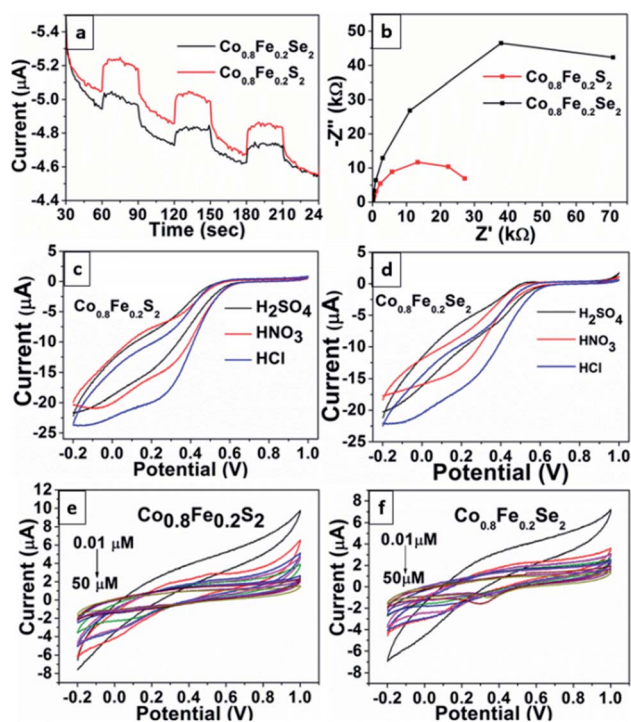 a
Co0.8Fe0.2Se2
Co0.8Fe0.2S2
Current (μA)
-5.4
-5.2
-5.0
-4.8
-4.6
-4.4
30 60 90 120 150 180 210 24
Time (sec)
b
Co0.8Fe0.2S2
Co0.8Fe0.2Se2
-Z" (kΩ)
60
50
40
30
20
10
0
0 10 20 30 40 50 60 70 80
Z' (kΩ)
c
Co0.8Fe0.2S2
H2SO4
HNO3
HCl
Current (μA)
5
0
-5
-10
-15
-20
-25
-0.2 0.0 0.2 0.4 0.6 0.8 1.0
Potential (V)
d
Co0.8Fe0.2Se2
H2SO4
HNO3
HCl
Current (μA)
5
0
-5
-10
-15
-20
-25
-0.2 0.0 0.2 0.4 0.6 0.8 1.0
Potential (V)
e
Co0.8Fe0.2S2
0.01 μM
50 μM
Current (μA)
12
10
8
6
4
2
0
-2
-4
-6
-8
-0.2 0.0 0.2 0.4 0.6 0.8 1.0
Potential (V)
f
Co0.8Fe0.2Se2
0.01 μM
50 μM
Current (μA)
8
6
4
2
0
-2
-4
-6
-8
-0.2 0.0 0.2 0.4 0.6 0.8 1.0
Potential (V)